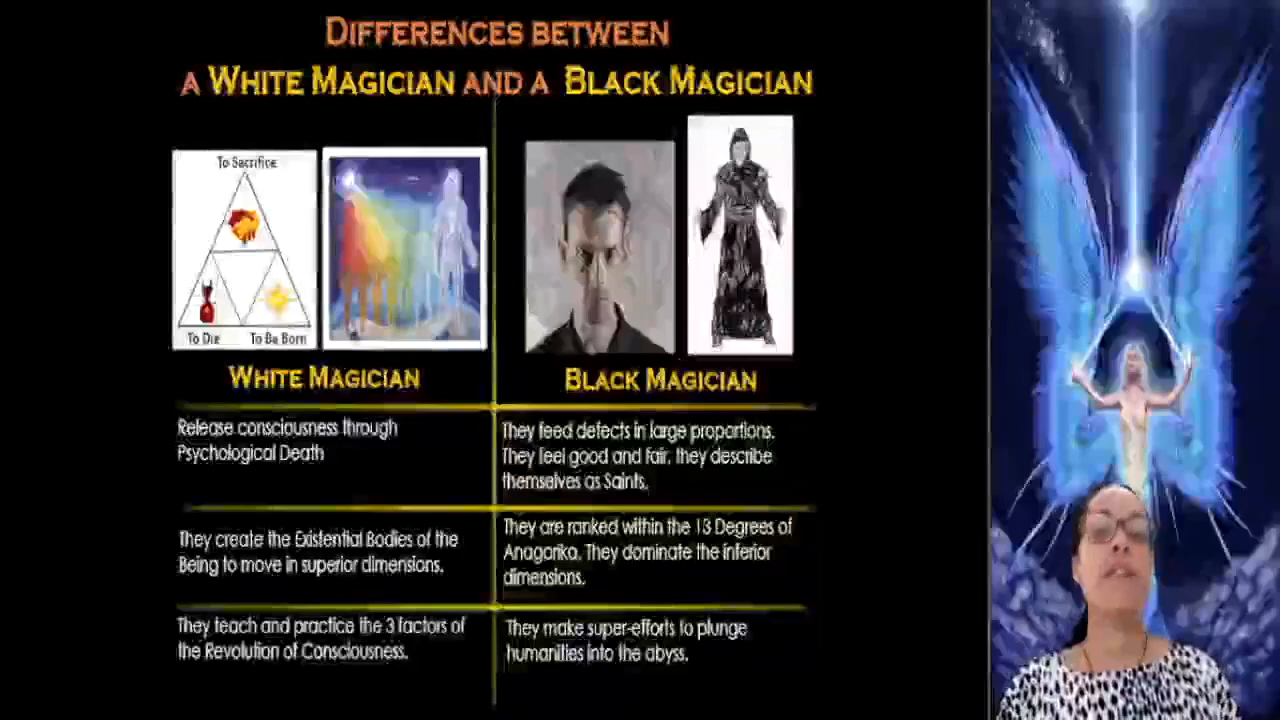 DIFFERENCES BETWEEN
A WHITE MAGICIAN AND A BLACK MAGICIAN
To Sacrifice
To Die To Be Born
WHITE MAGICIAN
BLACK MAGICIAN
Release consciousness through
Psychological Death
They feed defects in large proportions.
They feel good and fair, they describe
themselves as Saints.
They create the Existential Bodies of the
Being to move in superior dimensions.
They are ranked within the 13 Degrees of
Anagarika. They dominate the inferior
dimensions.
They teach and practice the 3 factors of
the Revolution of Consciousness.
They make super-efforts to plunge
humanities into the abyss.